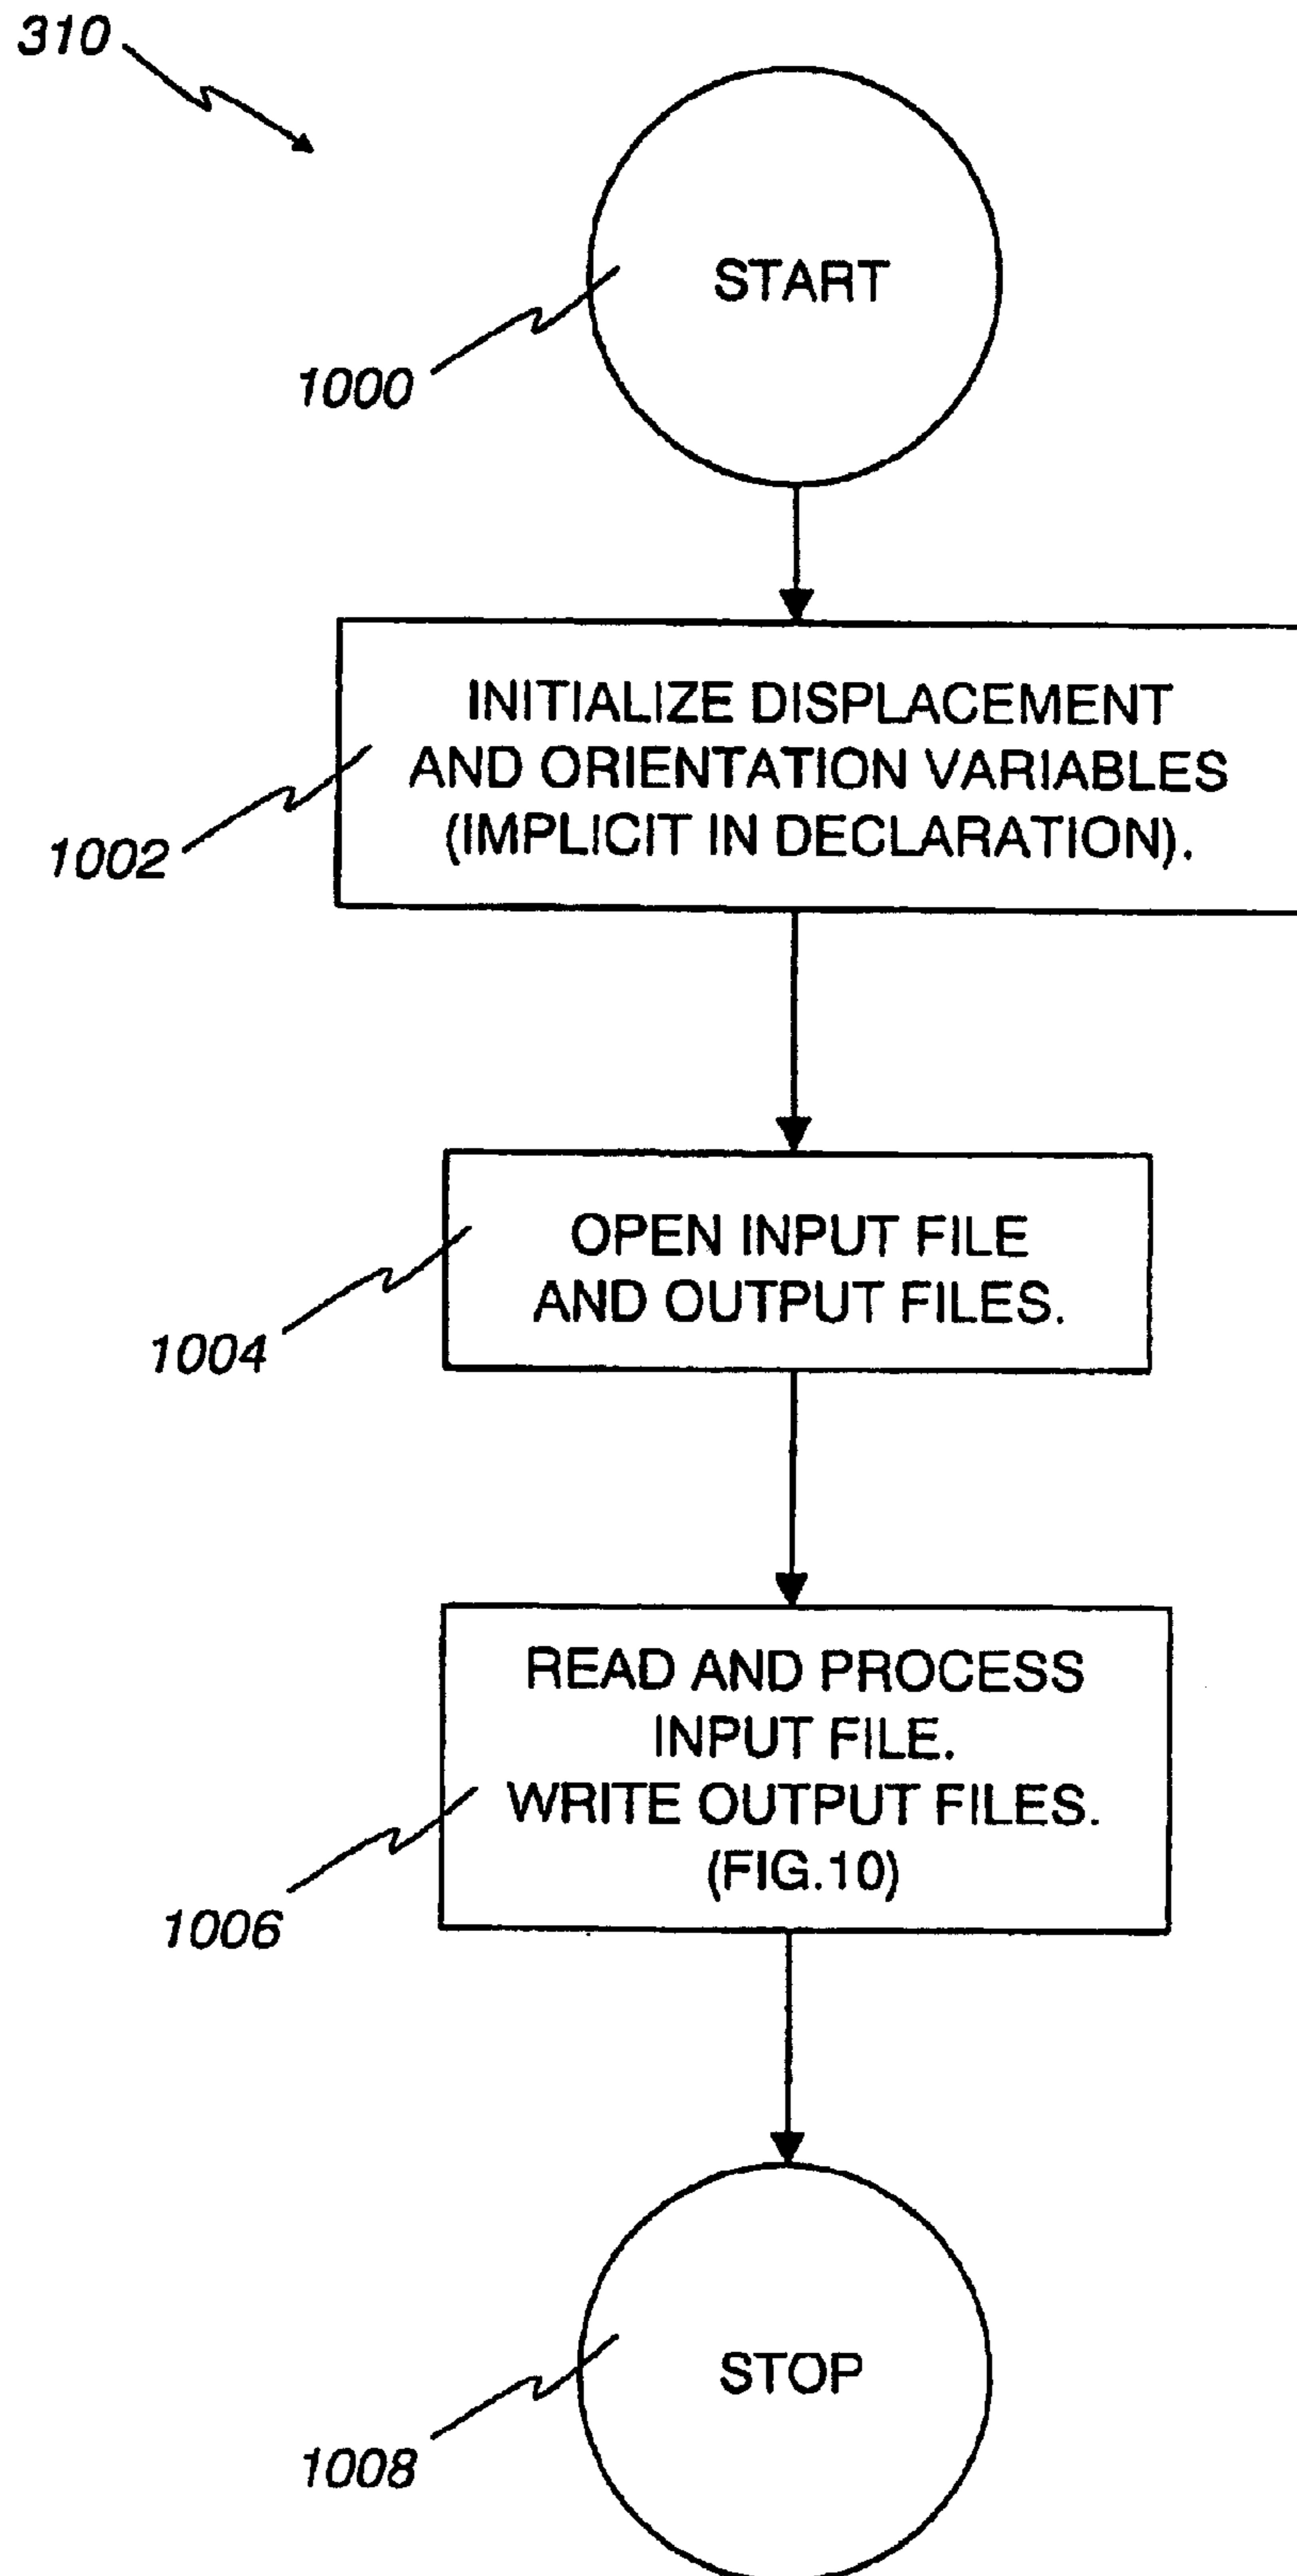 310
START
1000
INITIALIZE DISPLACEMENT
AND ORIENTATION VARIABLES
(IMPLICIT IN DECLARATION).
1002
OPEN INPUT FILE
AND OUTPUT FILES.
1004
READ AND PROCESS
INPUT FILE.
WRITE OUTPUT FILES.
(FIG.10)
1006
STOP
1008